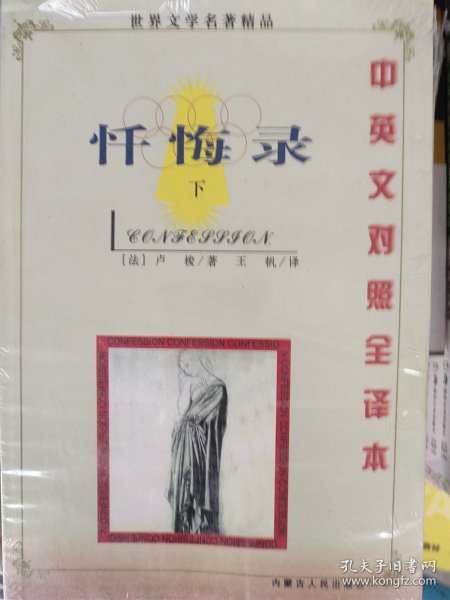 世界文学名著精品
忏悔录
下
CONFESSION
[法] 卢梭/著 王帆/译
中英文对照全译本
CONFESSION CONFESSION CONFESSIO
内蒙古人民出版社
孔夫子旧书网
www.kongfz.com